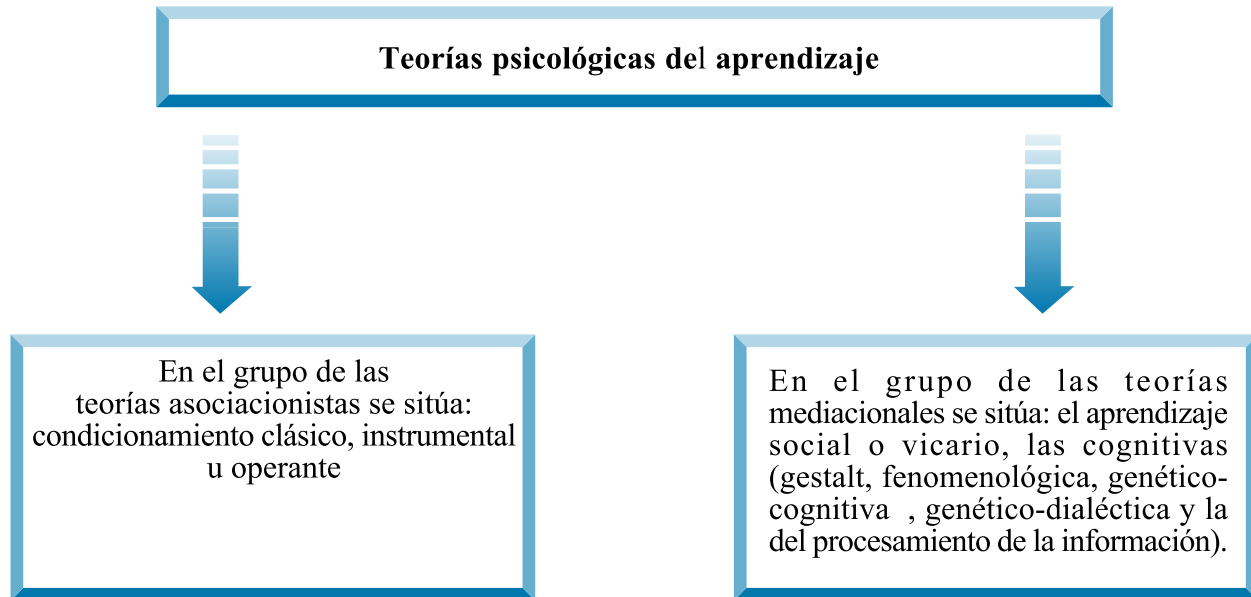 Teorías psicológicas del aprendizaje
En el grupo de las
teorías asociacionistas se sitúa:
condicionamiento clásico, instrumental
u operante
En el grupo de las teorías
mediacionales se sitúa: el aprendizaje
social o vicario, las cognitivas
(gestalt, fenomenológica, genético-
cognitiva , genético-dialéctica y la
del procesamiento de la información).